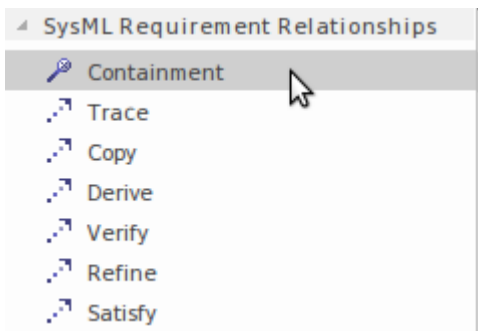 SysML Requirement Relationships
Containment
Trace
Copy
Derive
Verify
Refine
Satisfy